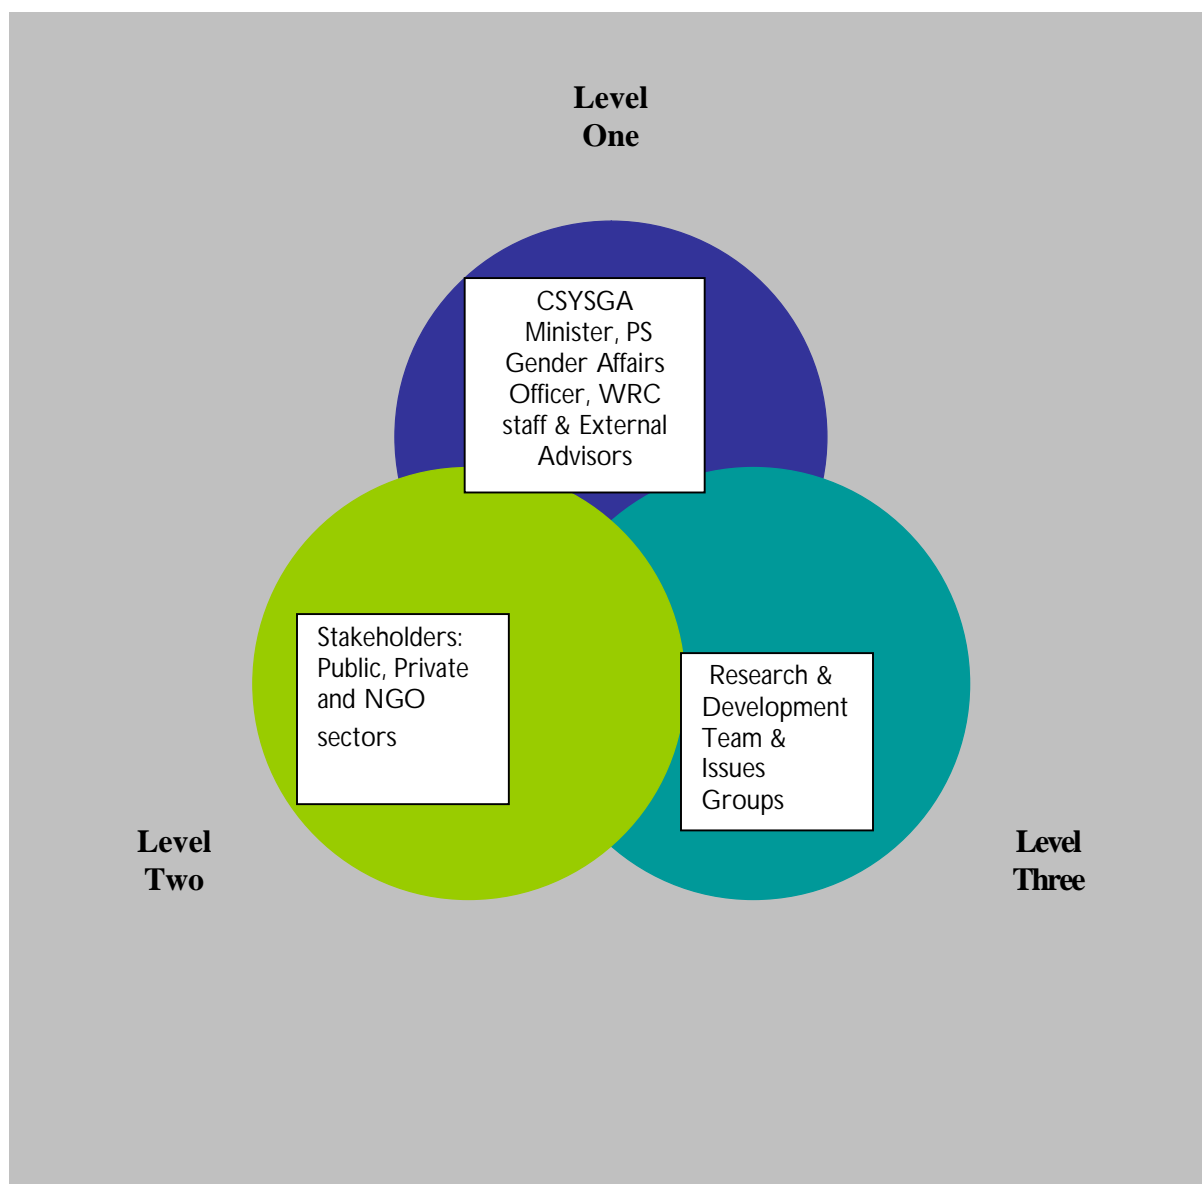 Level
One
CSYSGA
Minister, PS
Gender Affairs
Officer, WRC
staff & External
Advisors
Stakeholders:
Public, Private
and NGO
sectors
Research &
Development
Team &
Issues
Groups
Level
Two
Level
Three